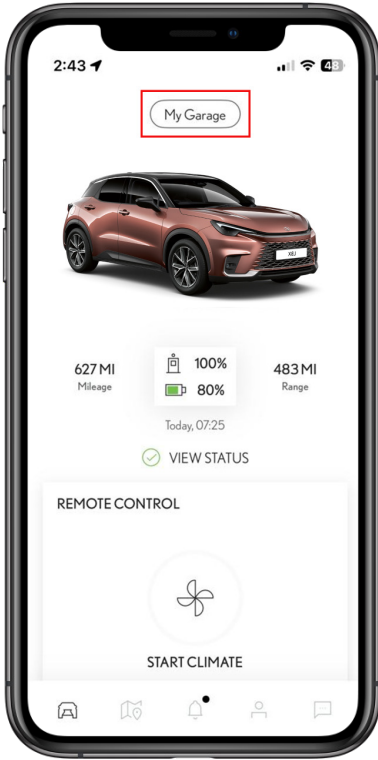 2:43
48
My Garage
XEJ
627 MI
Mileage
100%
80%
483 MI
Range
Today, 07:25
VIEW STATUS
REMOTE CONTROL
START CLIMATE